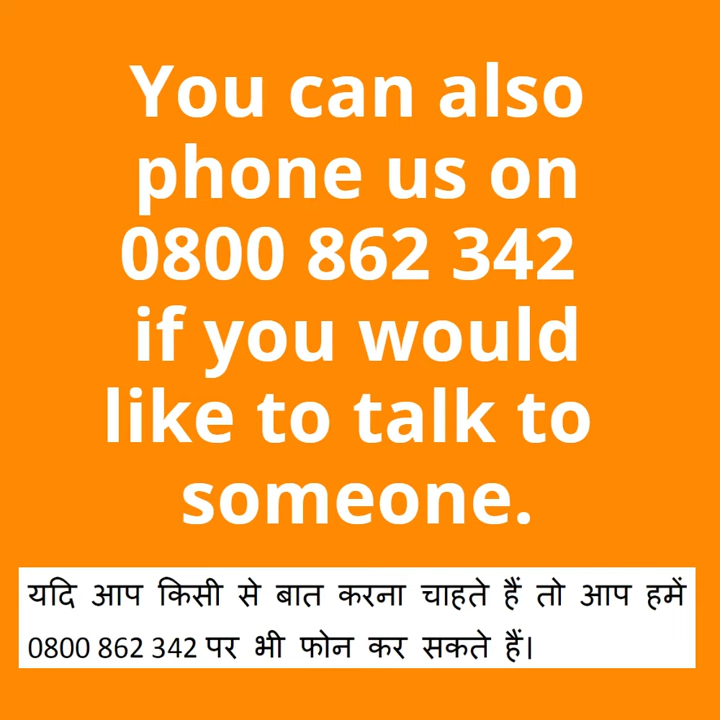 You can also
phone us on
0800 862 342
if you would
like to talk to
someone.
यदि आप किसी से बात करना चाहते हैं तो आप हमें
0800 862 342 पर भी फोन कर सकते हैं।